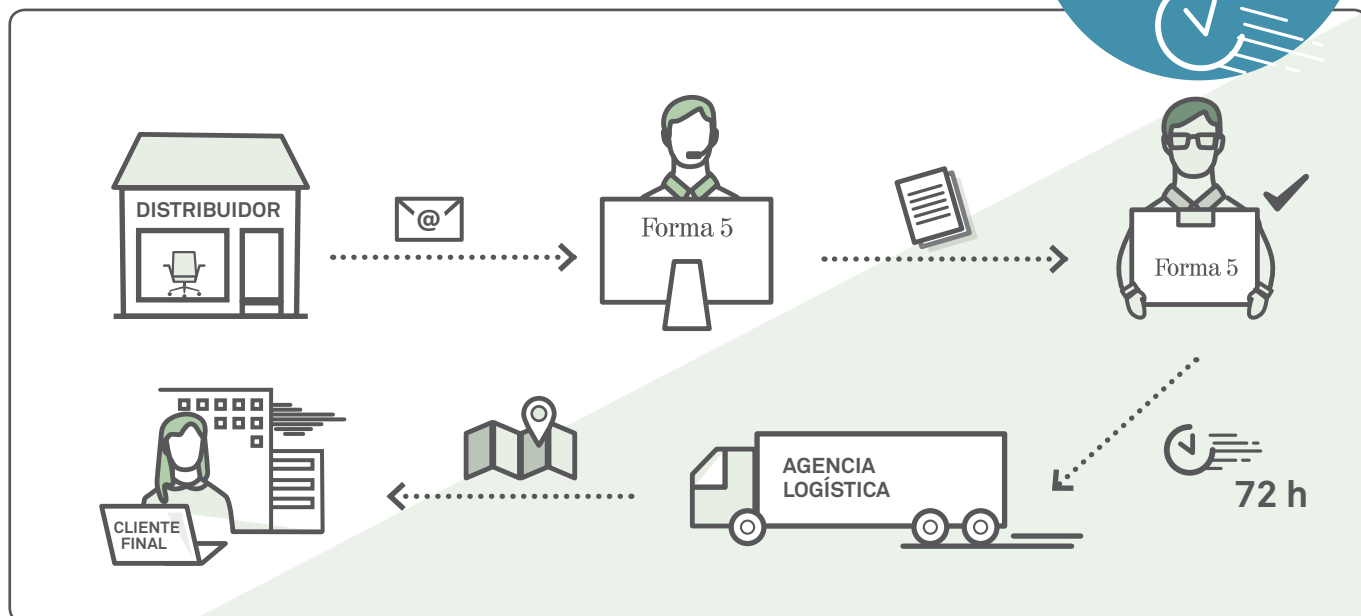 DISTRIBUIDOR
@
Forma 5
Forma 5
CLIENTE
FINAL
AGENCIA
LOGÍSTICA
72 h